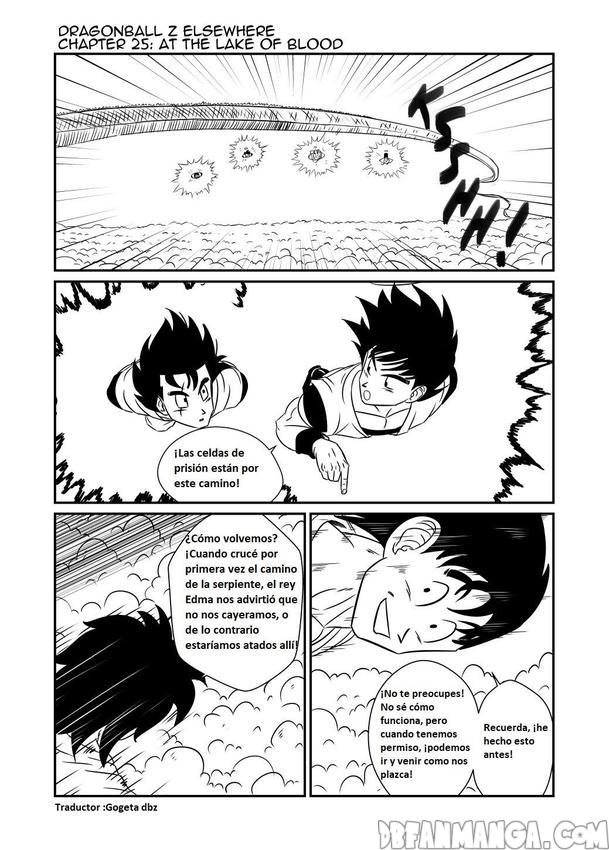 DRAGONBALL Z ELSEWHERE
CHAPTER 25: AT THE LAKE OF BLOOD
KSSHH!
¡Las celdas de
prisión están por
este camino!
¿Cómo volvemos?
¡Cuando crucé por
primera vez el camino
de la serpiente, el rey
Edma nos advirtió que
no nos cayeramos, o
de lo contrario
estaríamos atados allí!
¡No te preocupes!
No sé cómo
funciona, pero
cuando tenemos
permiso, ¡podemos
ir y venir como nos
plazca!
Recuerda, ¡he
hecho esto
antes!
Traductor :Gogeta dbz
DBFANMANGA.COM